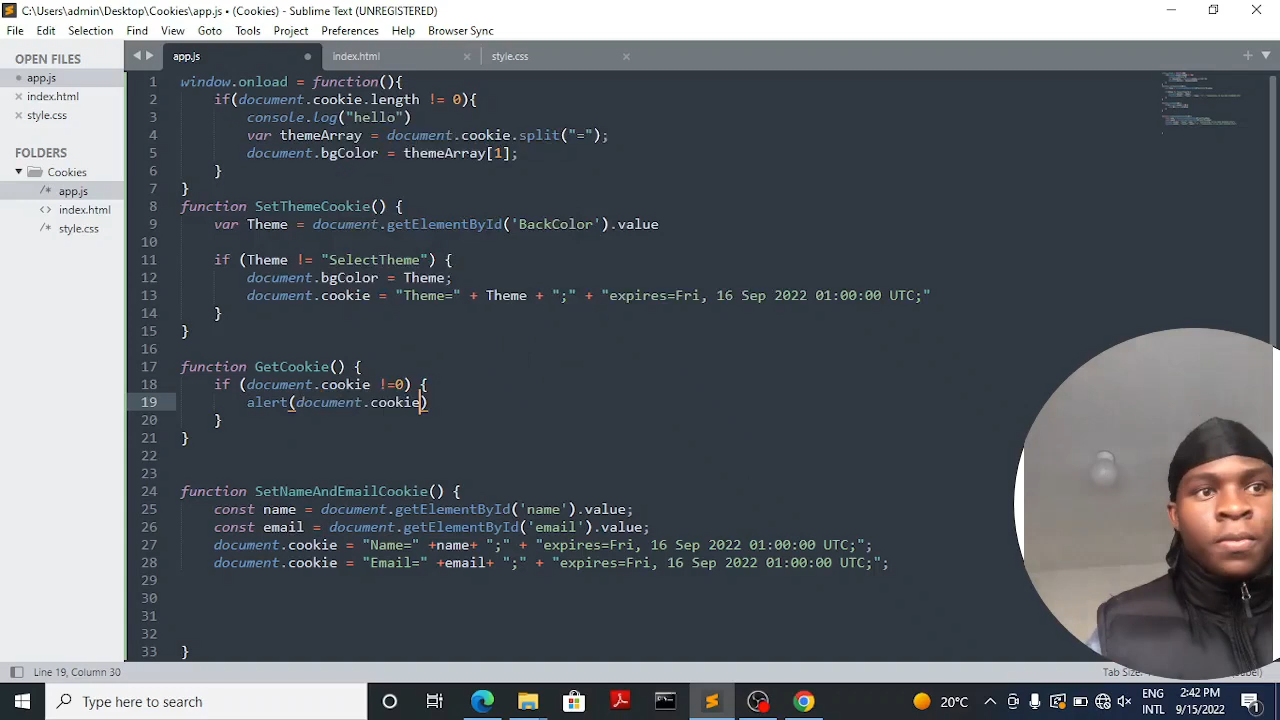 C:\Users\admin\Desktop\Cookies\app.js • (Cookies) - Sublime Text (UNREGISTERED)
File Edit Selection Find View Goto Tools Project Preferences Help Browser Sync
OPEN FILES
app.js
index.html
style.css
FOLDERS
Cookies
/* app.js
<> index.html
/* style.css
app.js index.html style.css
1 window.onload = function(){
2 if(document.cookie.length != 0){
3 console.log("hello")
4 var themeArray = document.cookie.split("=");
5 document.bgColor = themeArray[1];
6 }
7 }
8 function SetThemeCookie() {
9 var Theme = document.getElementById('BackColor').value
10
11 if (Theme != "SelectTheme") {
12 document.bgColor = Theme;
13 document.cookie = "Theme=" + Theme + ";" + "expires=Fri, 16 Sep 2022 01:00:00 UTC;"
14 }
15 }
16
17 function GetCookie() {
18 if (document.cookie !=0) {
19 alert(document.cookie)
20 }
21 }
22
23
24 function SetNameAndEmailCookie() {
25 const name = document.getElementById('name').value;
26 const email = document.getElementById('email').value;
27 document.cookie = "Name=" +name+ ";" + "expires=Fri, 16 Sep 2022 01:00:00 UTC;";
28 document.cookie = "Email=" +email+ ";" + "expires=Fri, 16 Sep 2022 01:00:00 UTC;";
29
30
31
32
33 }
Line 19, Column 30
Tab Size
Type here to search
20°C
ENG
INTL
2:42 PM
9/15/2022